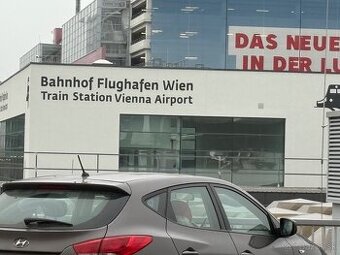 DAS NEUE
IN DER
Bahnhof Flughafen Wien
Train Station Vienna Airport